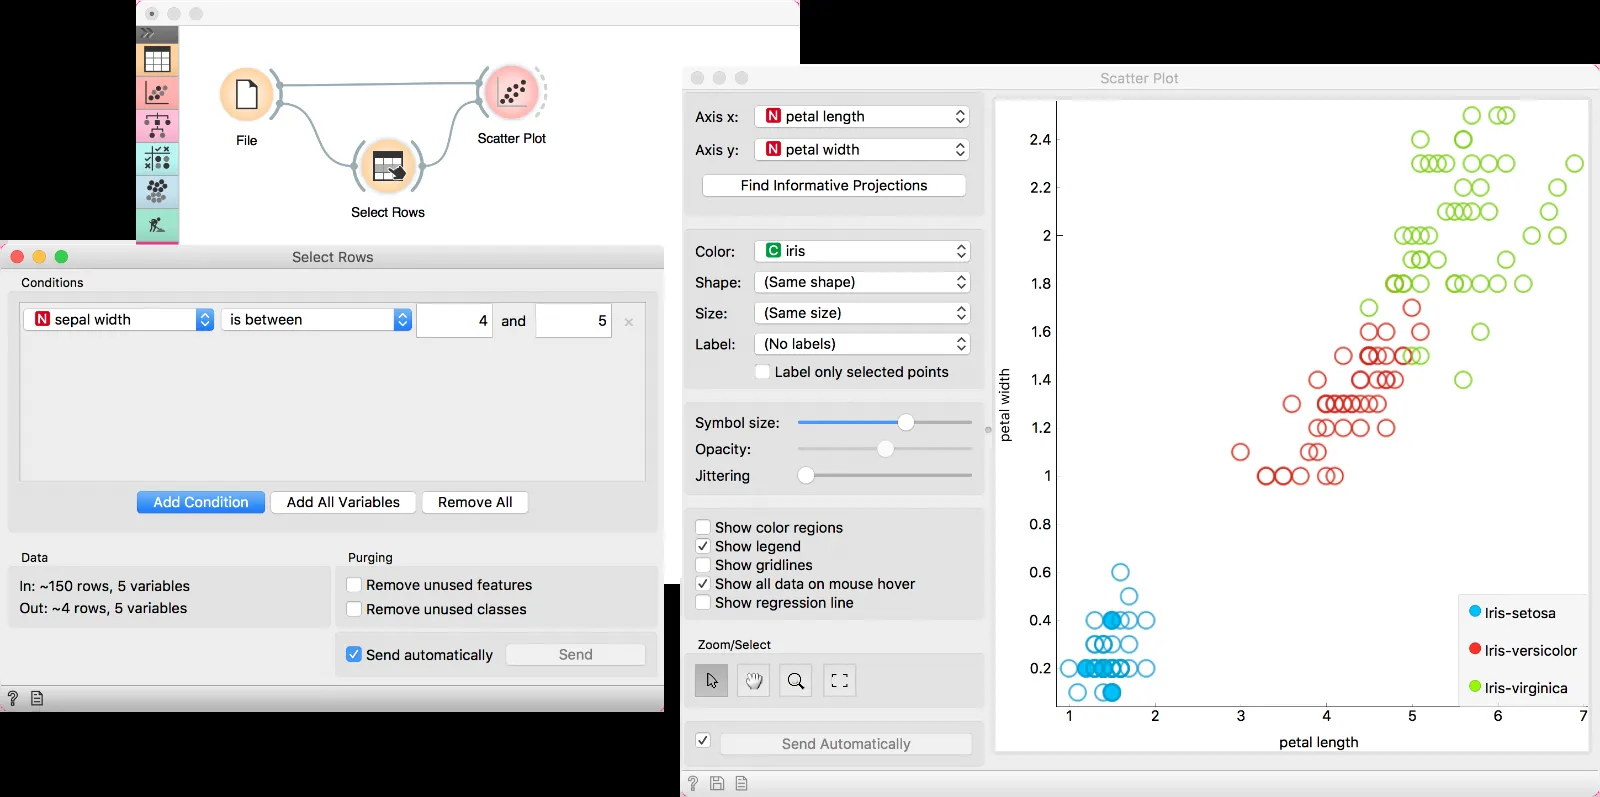 File
Select Rows
Scatter Plot
Select Rows
Conditions
N sepal width
is between
4 and 5 ×
Add Condition
Add All Variables
Remove All
Data
In: ~150 rows, 5 variables
Out: ~4 rows, 5 variables
Purging
Remove unused features
Remove unused classes
Send automatically
Send
?
Scatter Plot
Axis x: N petal length
Axis y: N petal width
Find Informative Projections
Color: C iris
Shape: (Same shape)
Size: (Same size)
Label: (No labels)
Label only selected points
Symbol size:
Opacity:
Jittering
Show color regions
Show legend
Show gridlines
Show all data on mouse hover
Show regression line
Zoom/Select
Send Automatically
?
petal width
2.4
2.2
2
1.8
1.6
1.4
1.2
1
0.8
0.6
0.4
0.2
1 2 3 4 5 6 7
petal length
Iris-setosa
Iris-versicolor
Iris-virginica